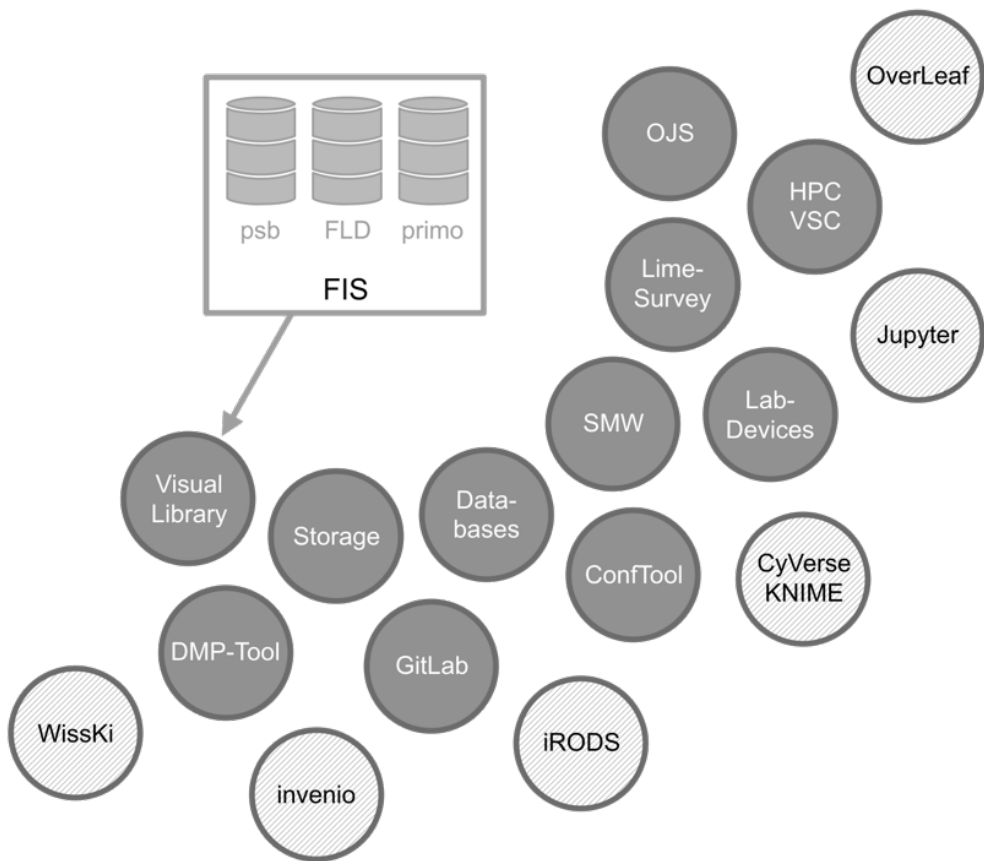 OverLeaf
OJS
HPC
VSC
psb
FLD
primo
FIS
Lime-
Survey
Jupyter
SMW
Lab-
Devices
Visual
Library
Storage
Data-
bases
ConfTool
CyVerse
KNIME
DMP-Tool
GitLab
WissKi
invenio
iRODS